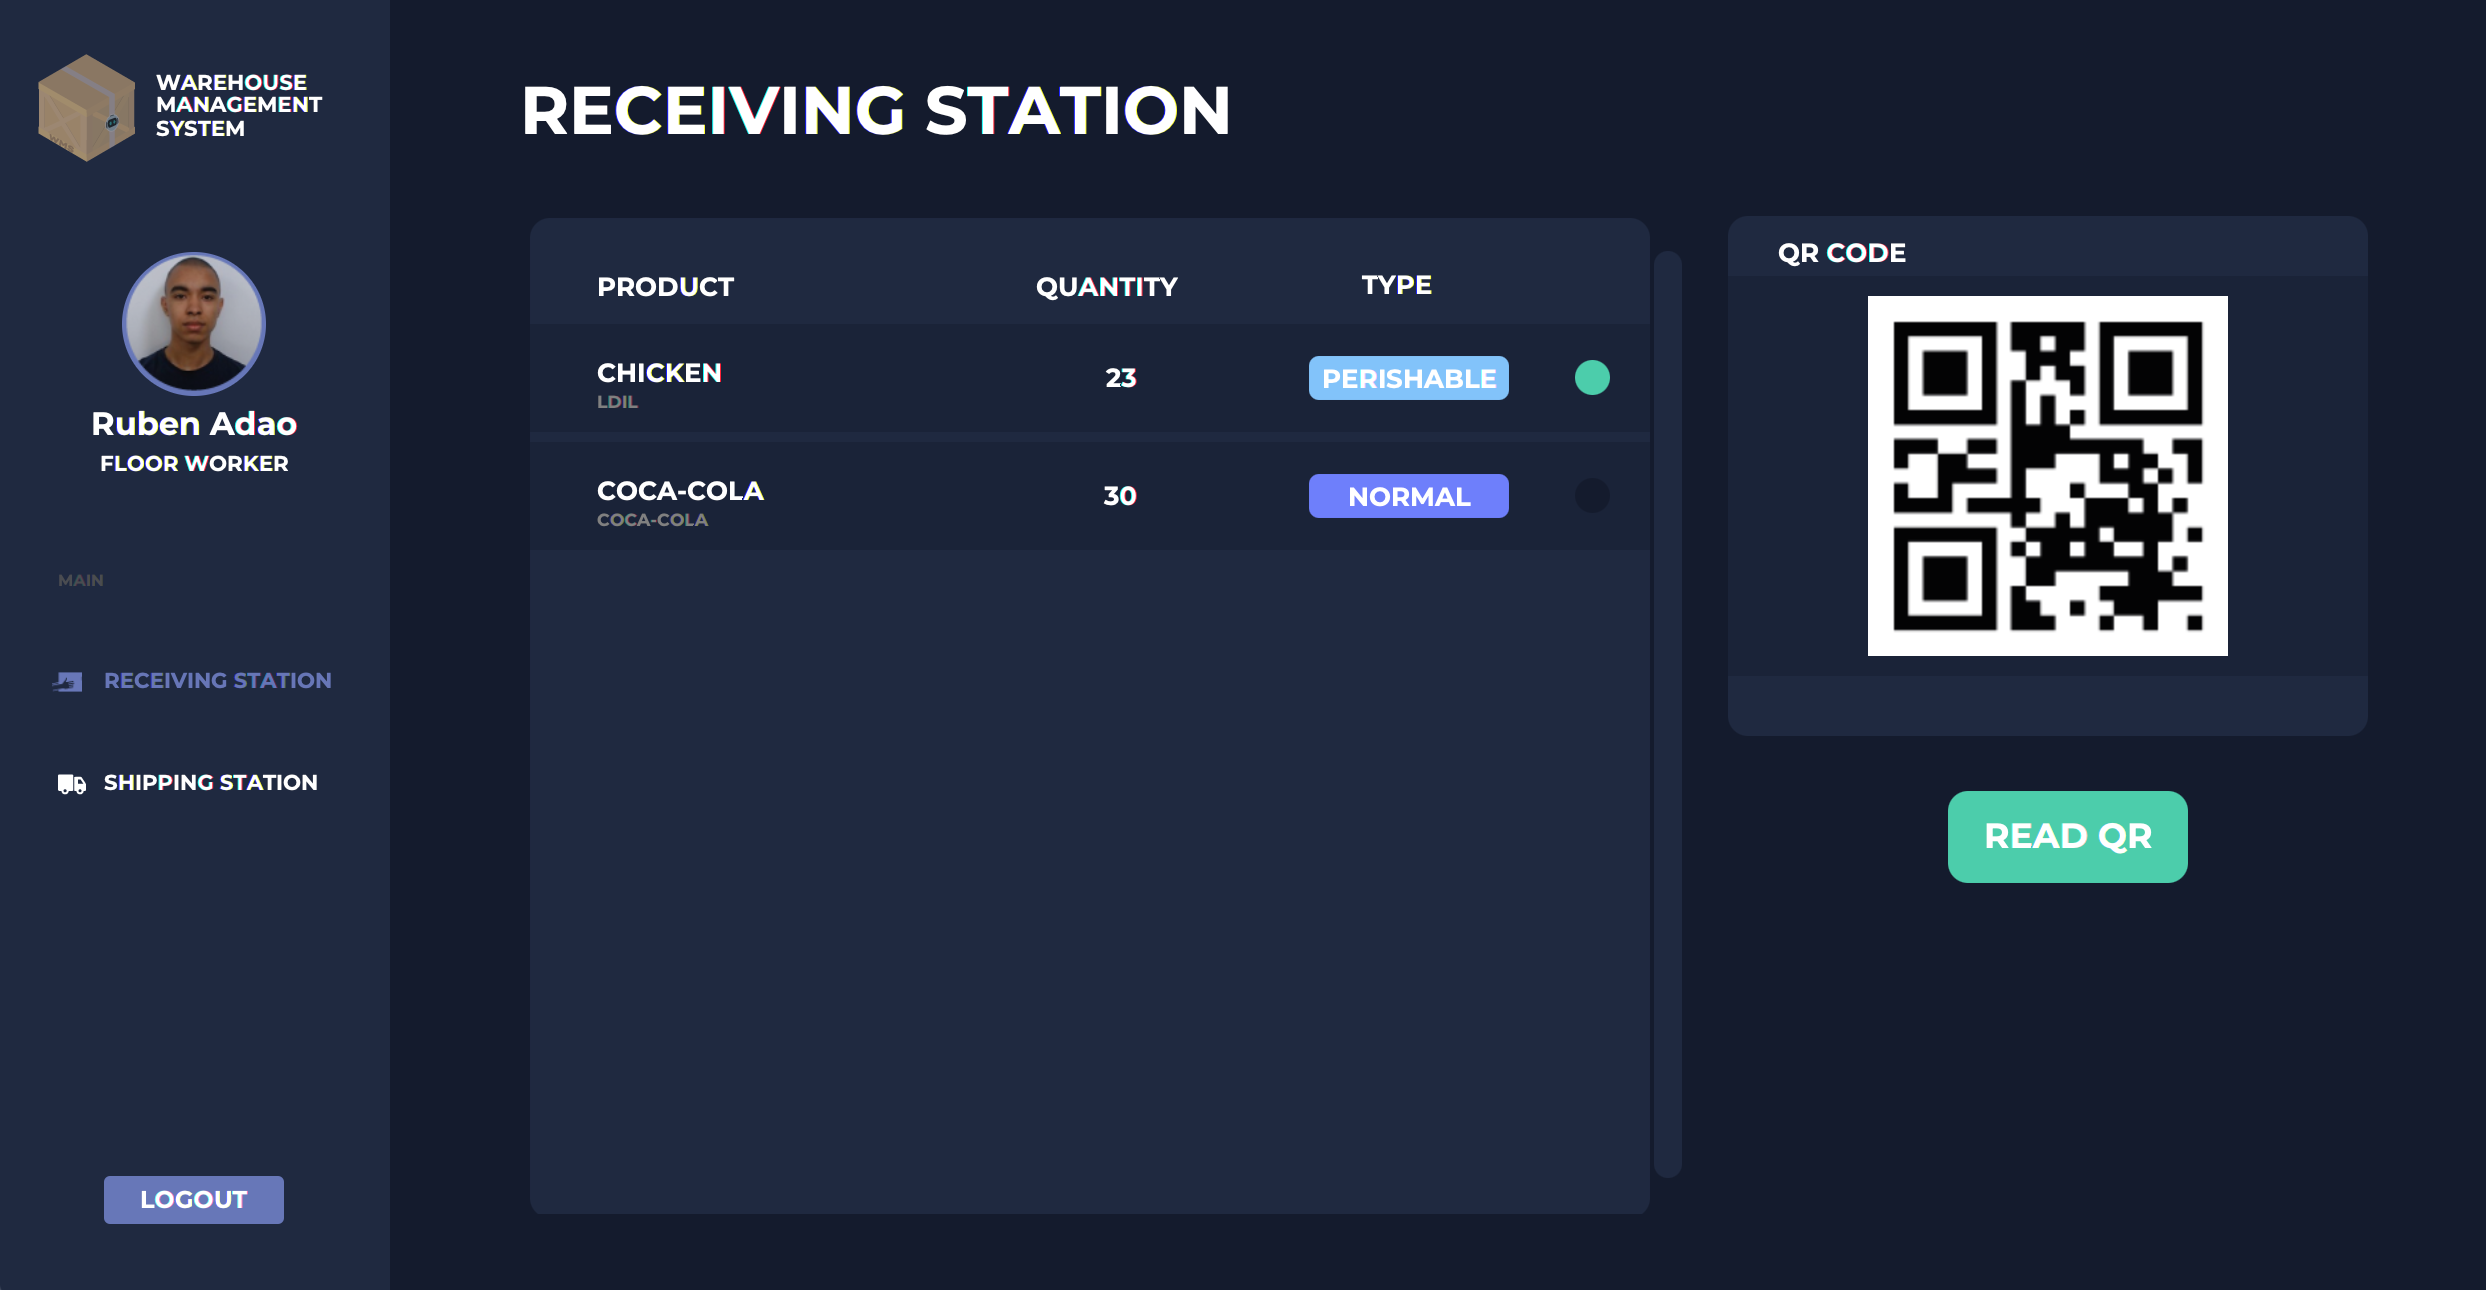 WAREHOUSE
MANAGEMENT
SYSTEM
Ruben Adao
FLOOR WORKER
MAIN
RECEIVING STATION
SHIPPING STATION
LOGOUT
RECEIVING STATION
PRODUCT QUANTITY TYPE
CHICKEN 23 PERISHABLE
LDIL
COCA-COLA 30 NORMAL
COCA-COLA
QR CODE
READ QR